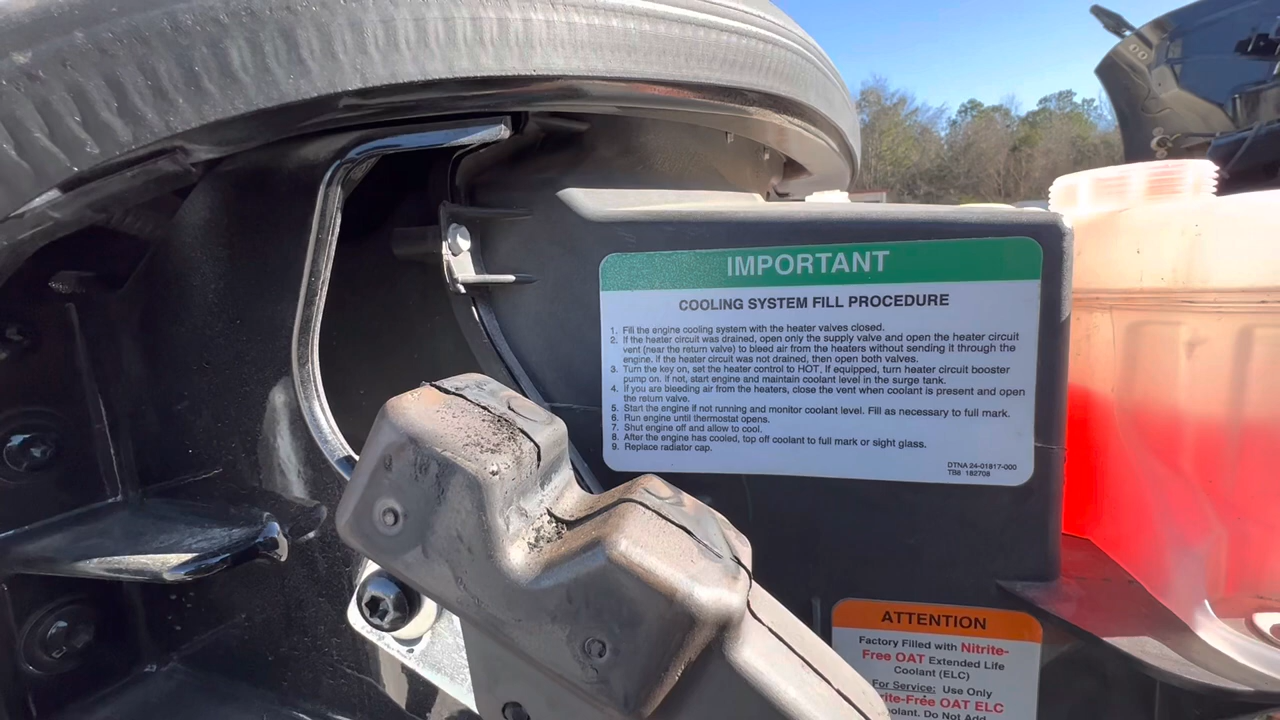 IMPORTANT
COOLING SYSTEM FILL PROCEDURE
1. Fill the engine cooling system with the heater valves closed.
2. If the heater circuit was drained, open only the supply valve and open the heater circuit
vent (near the return valve) to bleed air from the heaters without sending it through the
engine. If the heater circuit was not drained, then open both valves.
3. Turn the key on, set the heater control to HOT. If equipped, turn heater circuit booster
pump on. If not, start engine and maintain coolant level in the surge tank.
4. If you are bleeding air from the heaters, close the vent when coolant is present and open
the return valve.
5. Start the engine if not running and monitor coolant level. Fill as necessary to full mark.
6. Run engine until thermostat opens.
7. Shut engine off and allow to cool.
8. After the engine has cooled, top off coolant to full mark or sight glass.
9. Replace radiator cap.
DTNA 24-01817-000
TB8 182708
ATTENTION
Factory Filled with Nitrite-
Free OAT Extended Life
Coolant (ELC)
For Service: Use Only
rite-Free OAT ELC
olant. Do Not Add